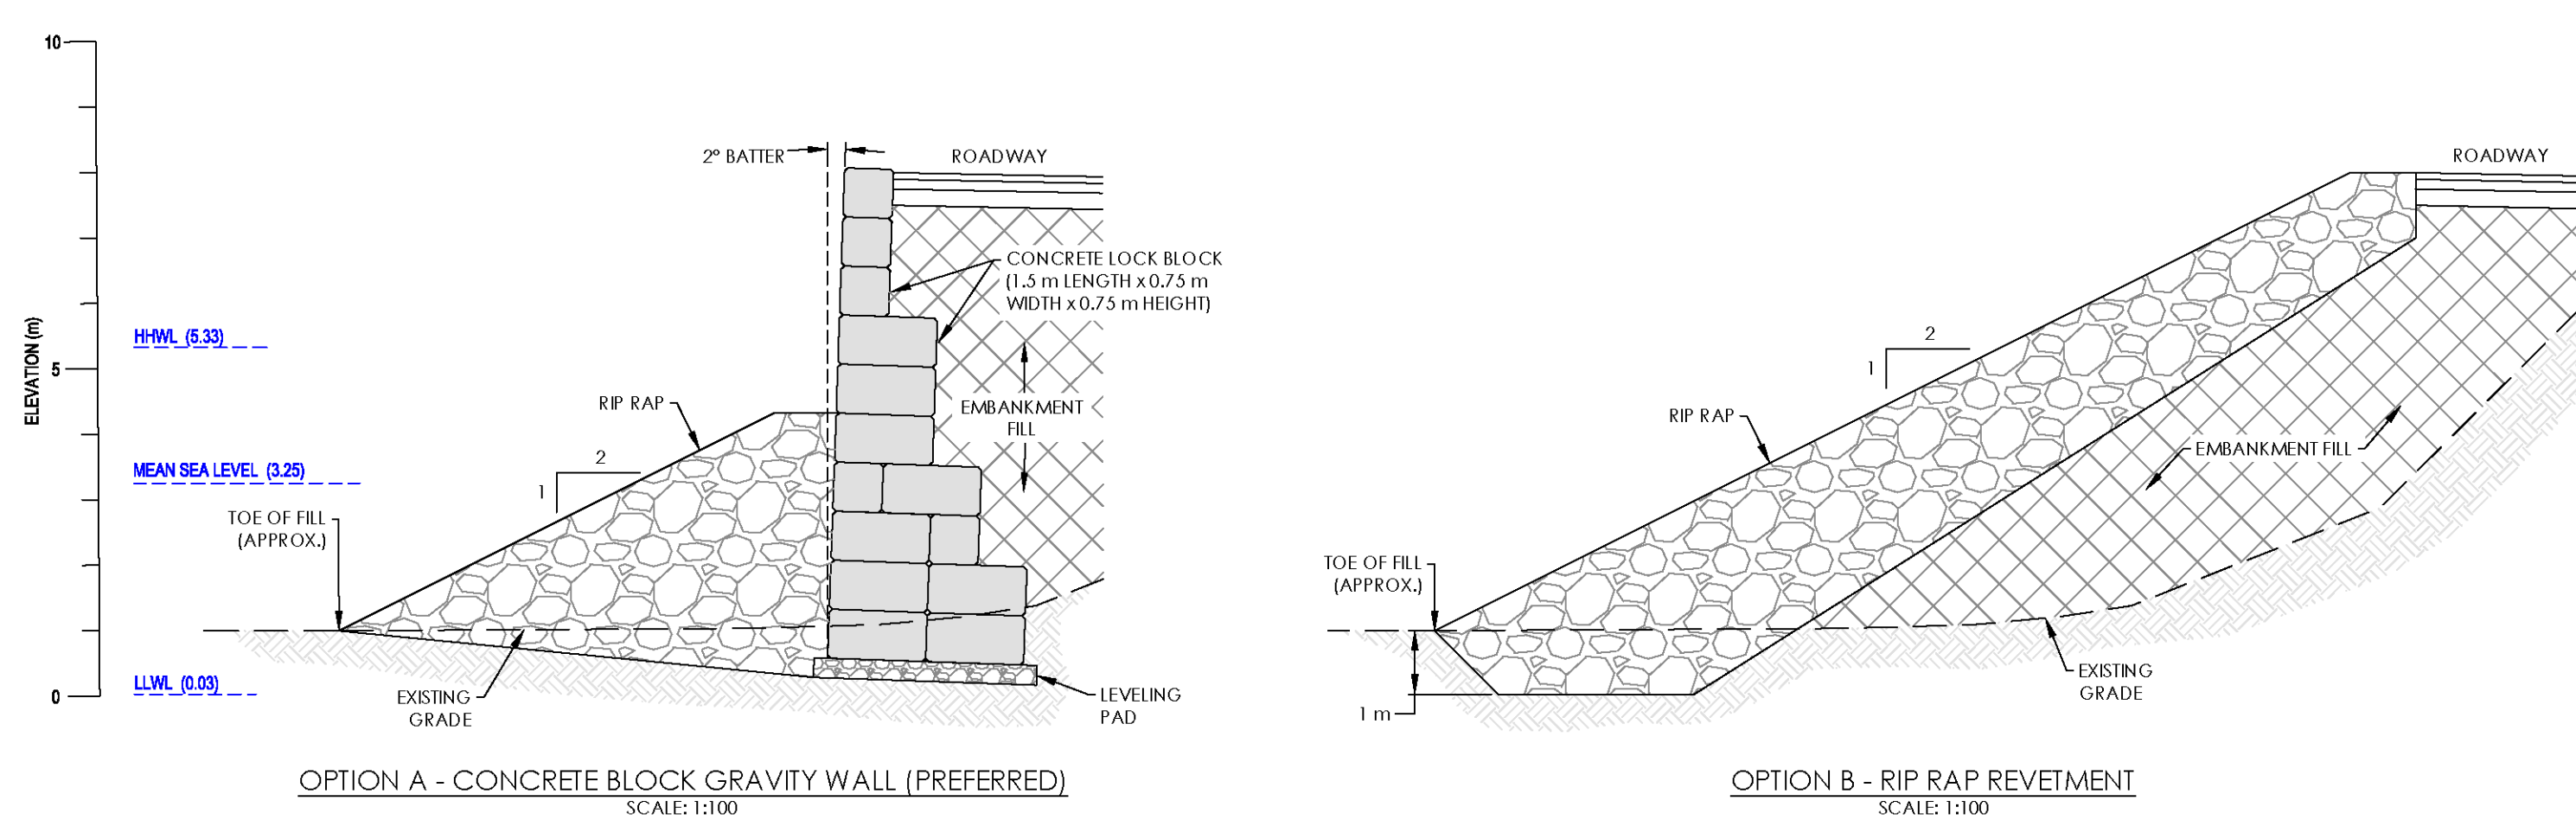 10
5
0
ELEVATION (m)
HHWL (5.33)
MEAN SEA LEVEL (3.25)
LLWL (0.03)
2° BATTER
ROADWAY
CONCRETE LOCK BLOCK
(1.5 m LENGTH x 0.75 m
WIDTH x 0.75 m HEIGHT)
RIP RAP
EMBANKMENT
FILL
2
1
TOE OF FILL
(APPROX.)
EXISTING
GRADE
LEVELING
PAD
OPTION A - CONCRETE BLOCK GRAVITY WALL (PREFERRED)
SCALE: 1:100
ROADWAY
2
1
RIP RAP
EMBANKMENT FILL
TOE OF FILL
(APPROX.)
1 m
EXISTING
GRADE
OPTION B - RIP RAP REVETMENT
SCALE: 1:100